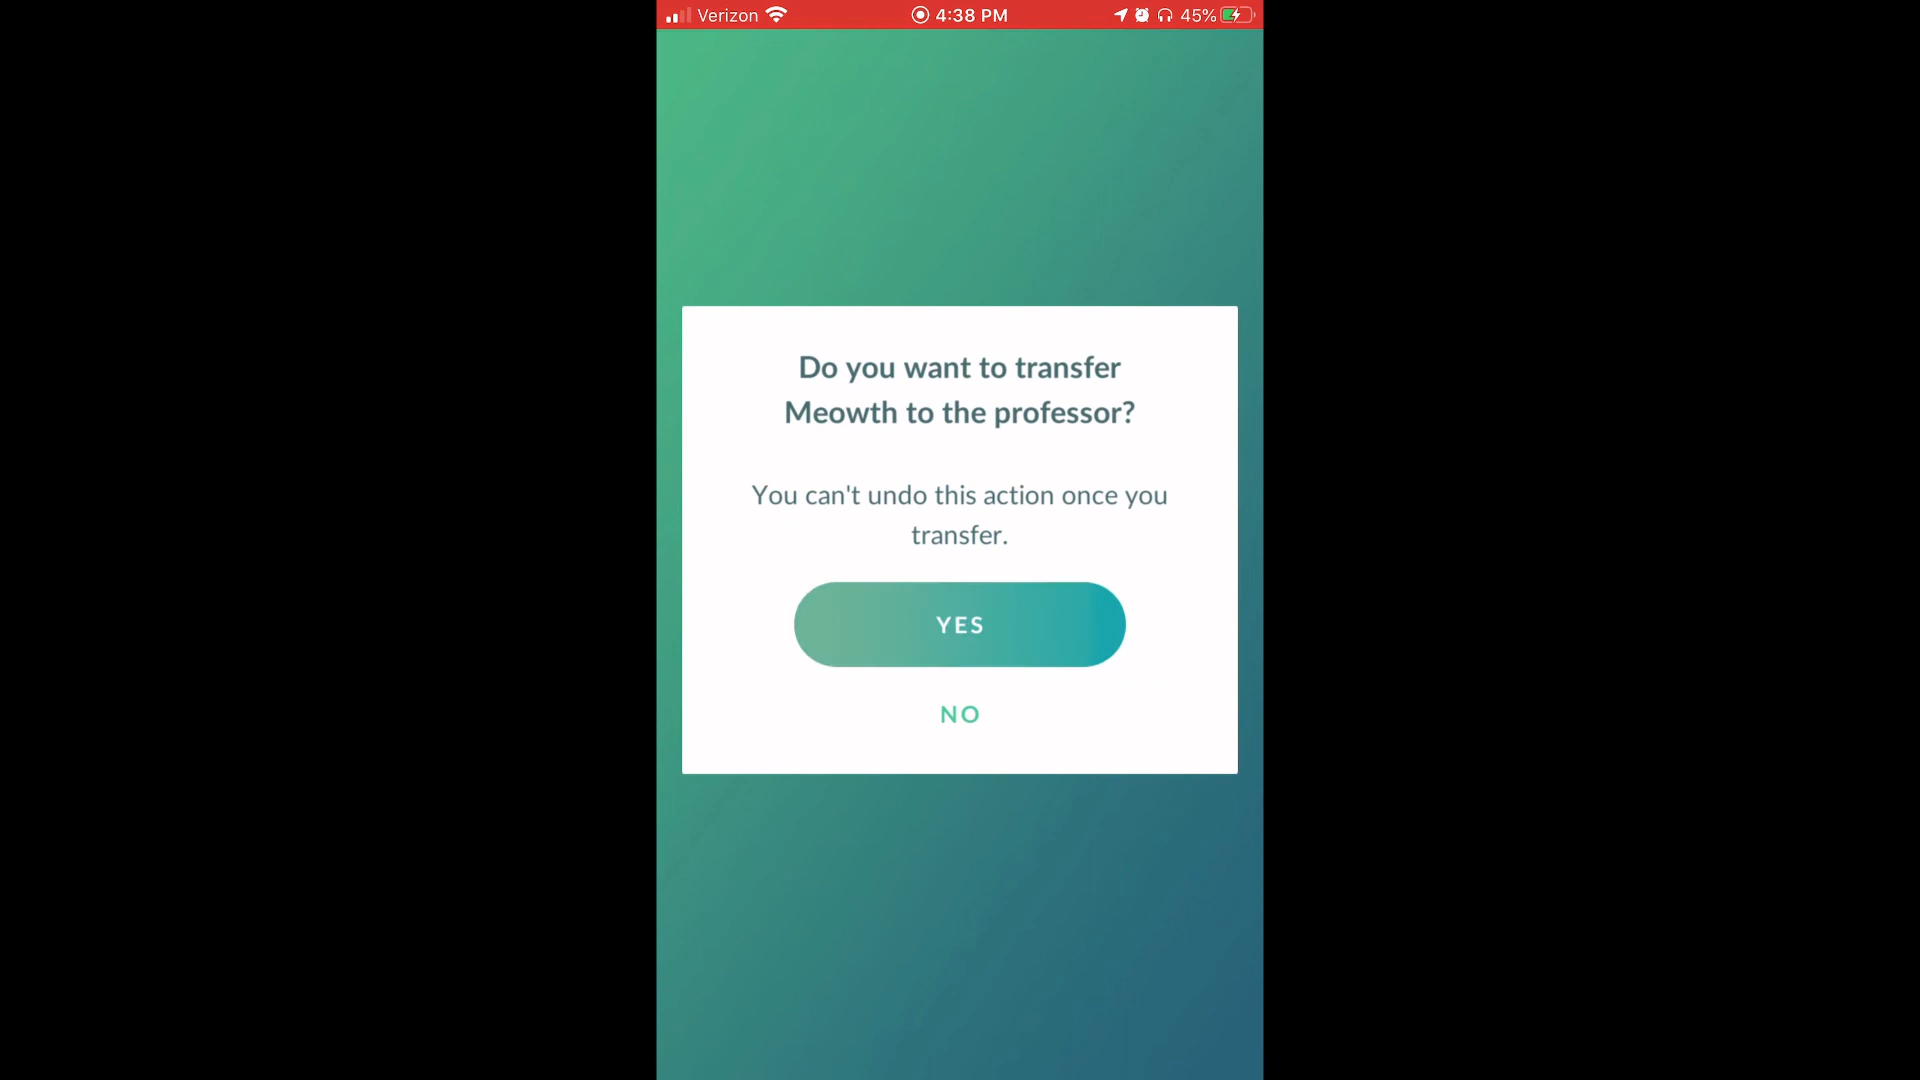 Verizon 4:38 PM 45%
Do you want to transfer
Meowth to the professor?
You can't undo this action once you
transfer.
YES
NO